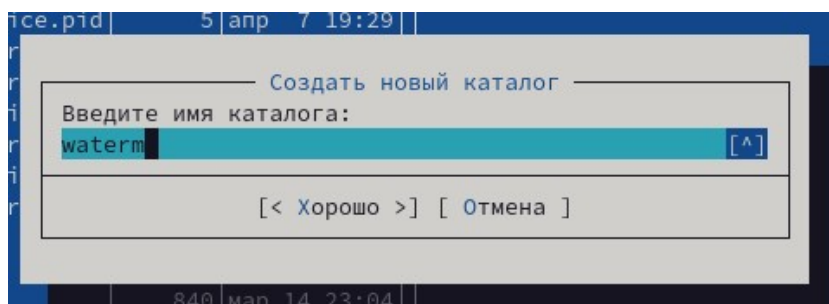 ice.pid 5 апр 7 19:29
Создать новый каталог
Введите имя каталога:
waterm [^]
[< Хорошо >] [ Отмена ]
840 мар 14 23:04